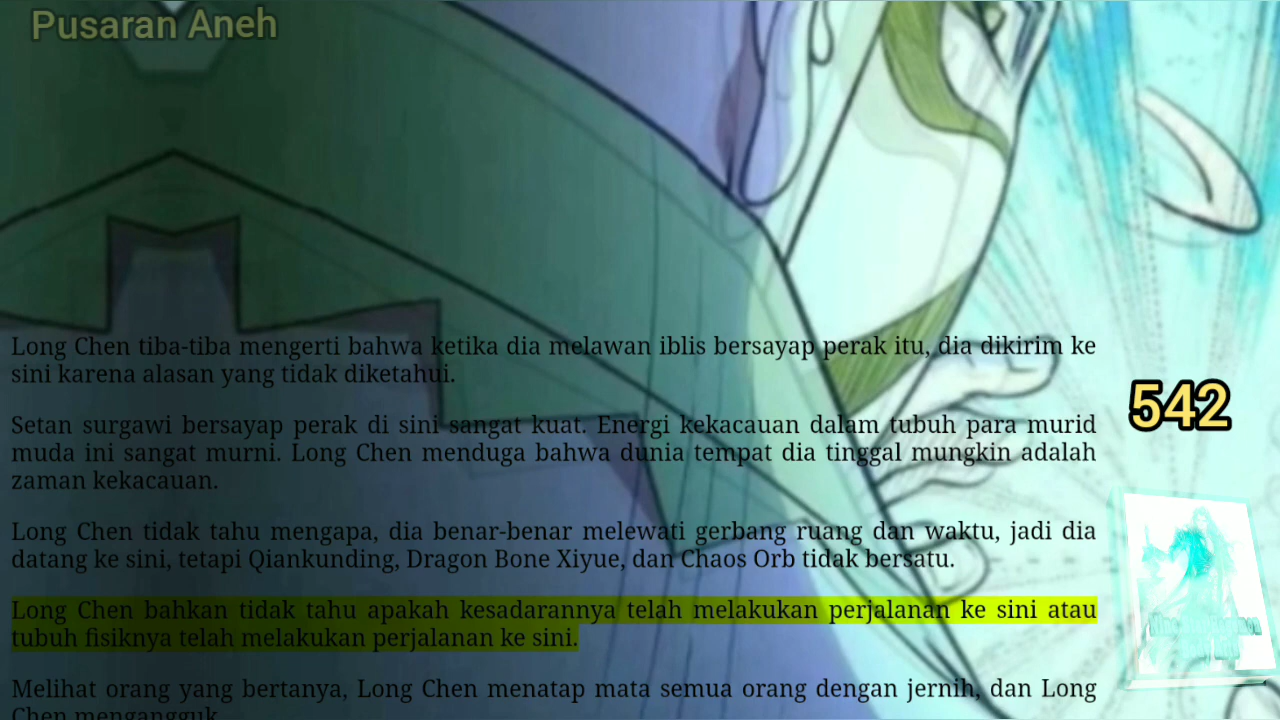 Pusaran Aneh
Long Chen tiba-tiba mengerti bahwa ketika dia melawan iblis bersayap perak itu, dia dikirim ke
sini karena alasan yang tidak diketahui.
Setan surgawi bersayap perak di sini sangat kuat. Energi kekacauan dalam tubuh para murid
muda ini sangat murni. Long Chen menduga bahwa dunia tempat dia tinggal mungkin adalah
zaman kekacauan.
542
Long Chen tidak tahu mengapa, dia benar-benar melewati gerbang ruang dan waktu, jadi dia
datang ke sini, tetapi Qiankunding, Dragon Bone Xiyue, dan Chaos Orb tidak bersatu.
Long Chen bahkan tidak tahu apakah kesadarannya telah melakukan perjalanan ke sini atau
tubuh fisiknya telah melakukan perjalanan ke sini.
Melihat orang yang bertanya, Long Chen menatap mata semua orang dengan jernih, dan Long
Chen mengangguk